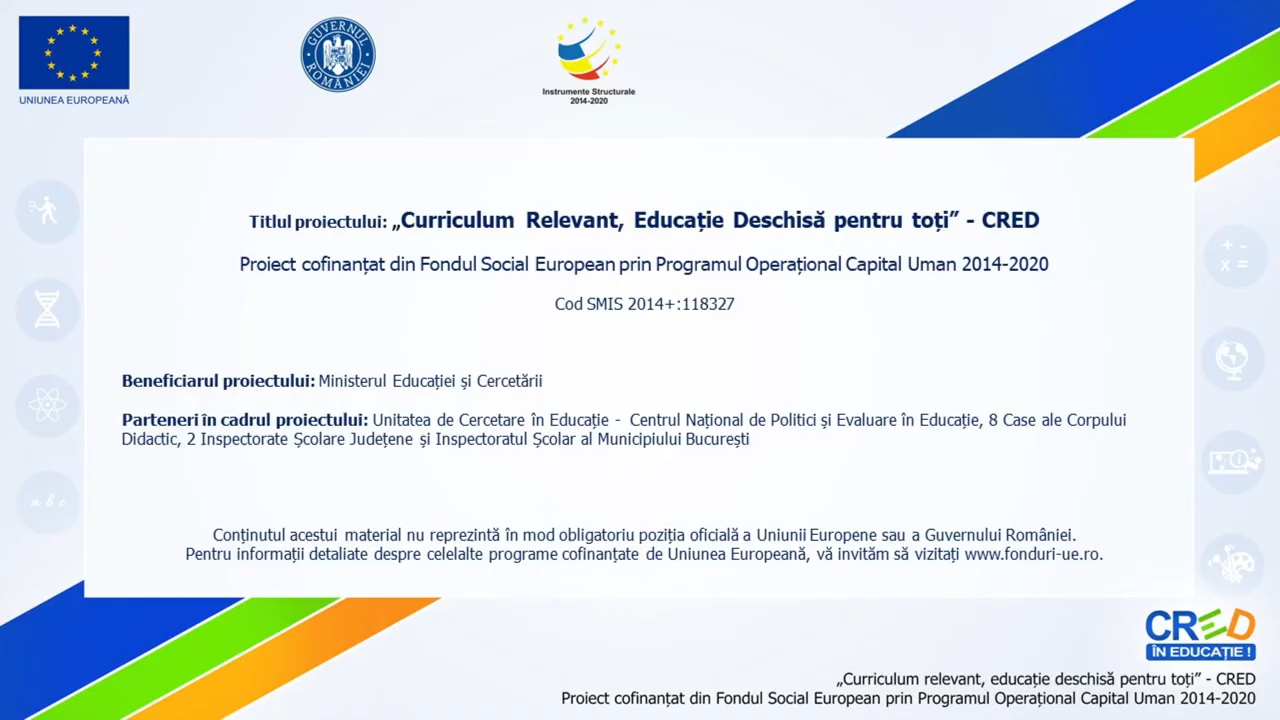 UNIUNEA EUROPEANĂ
GUVERNUL ROMÂNIEI
Instrumente Structurale
2014-2020
Titlul proiectului: „Curriculum Relevant, Educație Deschisă pentru toți” - CRED
Proiect cofinanțat din Fondul Social European prin Programul Operațional Capital Uman 2014-2020
Cod SMIS 2014+:118327
Beneficiarul proiectului: Ministerul Educației și Cercetării
Parteneri în cadrul proiectului: Unitatea de Cercetare în Educație - Centrul Național de Politici și Evaluare în Educație, 8 Case ale Corpului
Didactic, 2 Inspectorate Școlare Județene și Inspectoratul Școlar al Municipiului București
Conținutul acestui material nu reprezintă în mod obligatoriu poziția oficială a Uniunii Europene sau a Guvernului României.
Pentru informații detaliate despre celelalte programe cofinanțate de Uniunea Europeană, vă invităm să vizitați www.fonduri-ue.ro.
+ -
x =
a b c
CRED
ÎN EDUCAȚIE !
„Curriculum relevant, educație deschisă pentru toți” - CRED
Proiect cofinanțat din Fondul Social European prin Programul Operațional Capital Uman 2014-2020